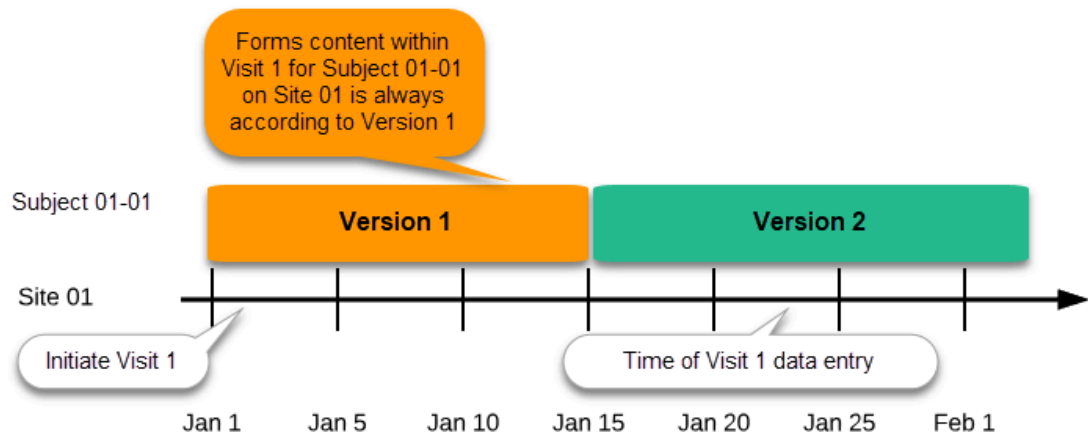 Forms content within
Visit 1 for Subject 01-01
on Site 01 is always
according to Version 1
Subject 01-01
Version 1
Version 2
Site 01
Initiate Visit 1
Time of Visit 1 data entry
Jan 1
Jan 5
Jan 10
Jan 15
Jan 20
Jan 25
Feb 1